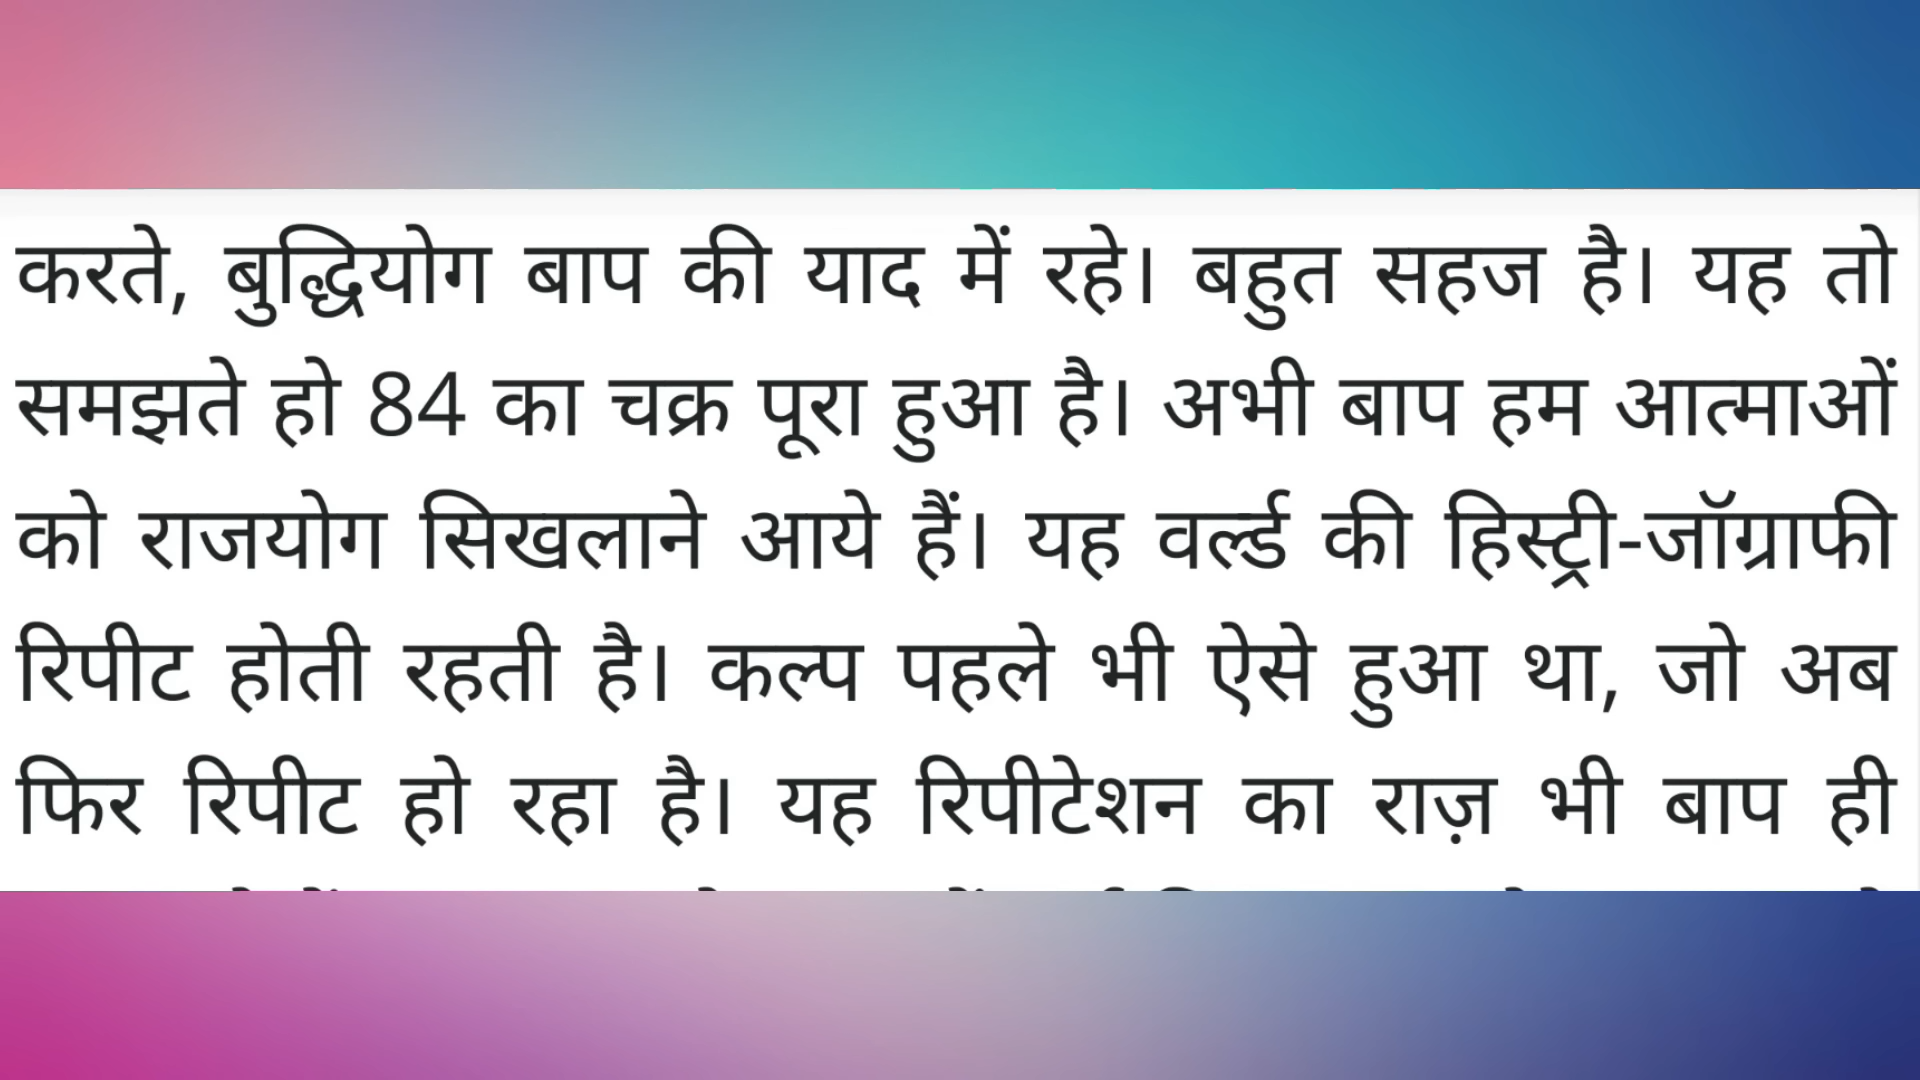 करते, बुद्धियोग बाप की याद में रहे। बहुत सहज है। यह तो
समझते हो 84 का चक्र पूरा हुआ है। अभी बाप हम आत्माओं
को राजयोग सिखलाने आये हैं। यह वर्ल्ड की हिस्ट्री-जॉग्राफी
रिपीट होती रहती है। कल्प पहले भी ऐसे हुआ था, जो अब
फिर रिपीट हो रहा है। यह रिपीटेशन का राज़ भी बाप ही